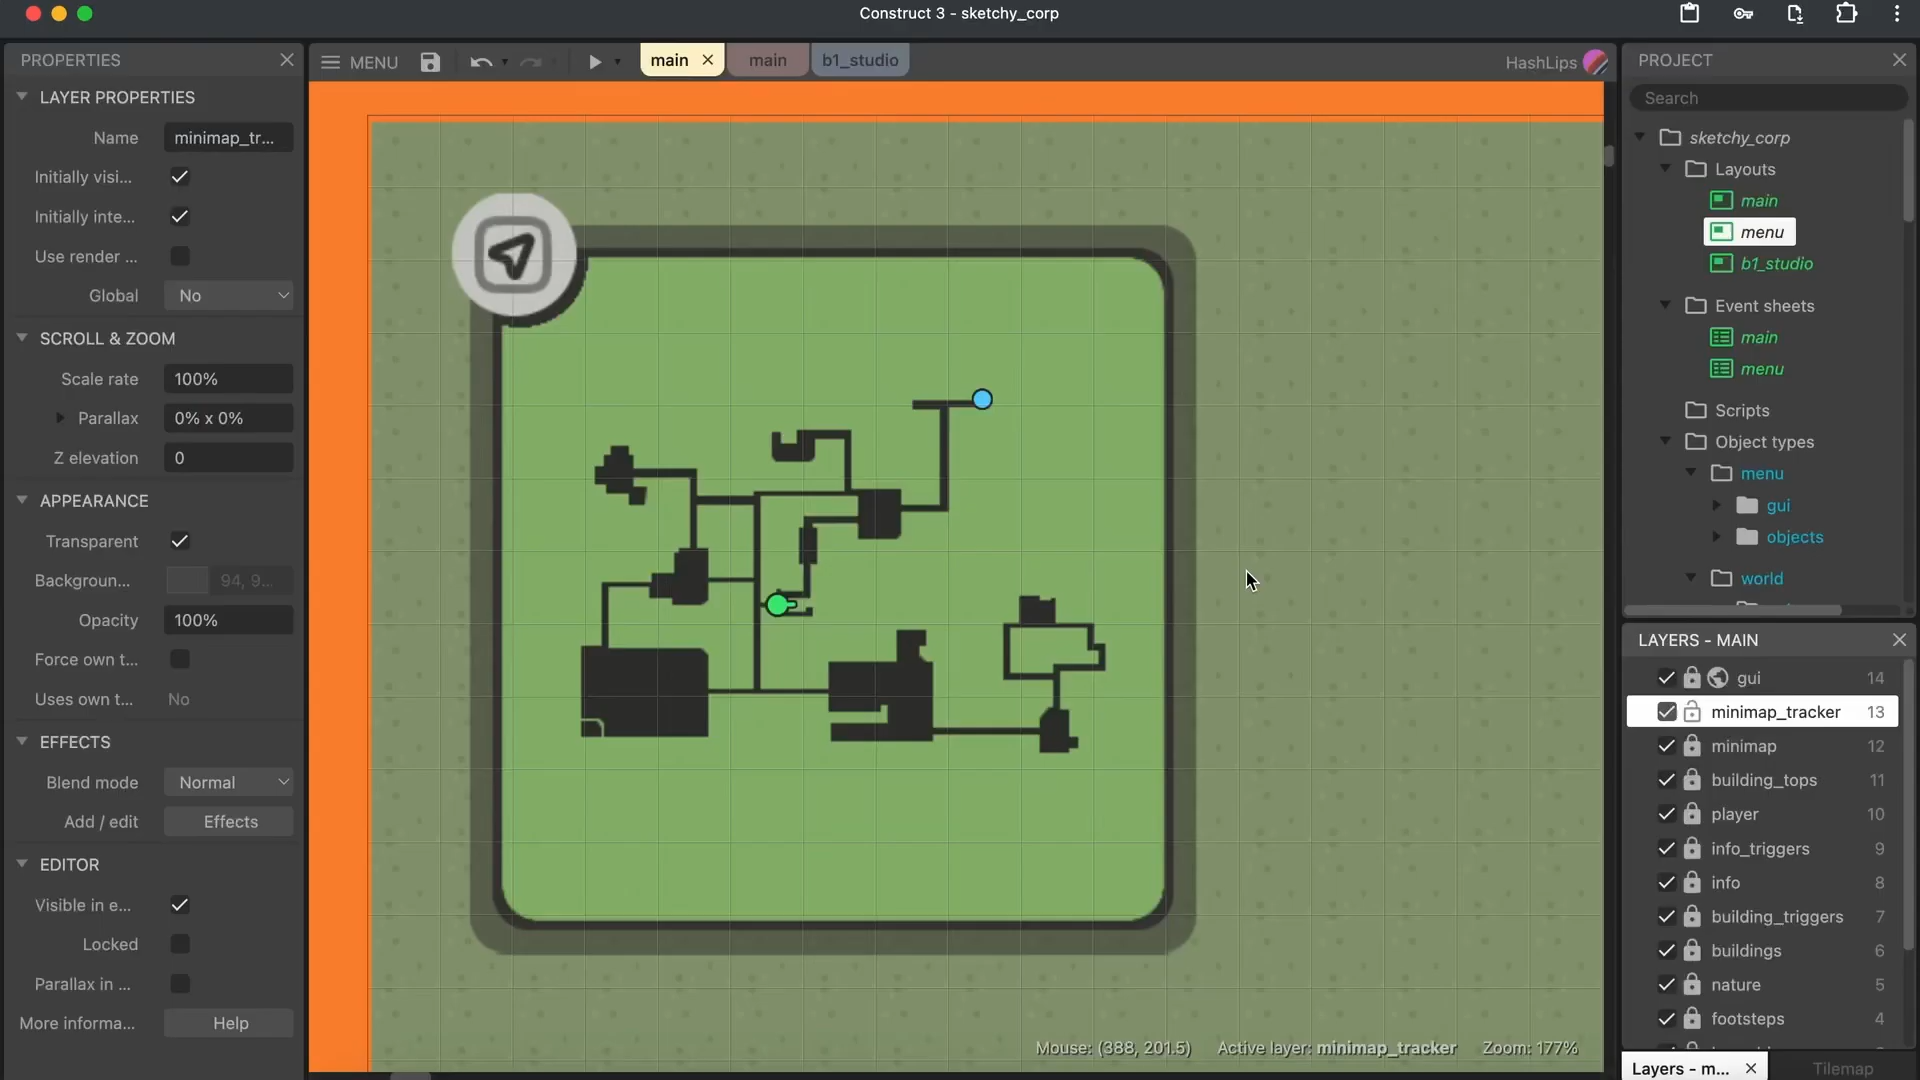 Construct 3 - sketchy_corp
PROPERTIES
LAYER PROPERTIES
Name minimap_tr...
Initially visi...
Initially inte...
Use render ...
Global No
SCROLL & ZOOM
Scale rate 100%
Parallax 0% x 0%
Z elevation 0
APPEARANCE
Transparent
Backgroun... 94, 9...
Opacity 100%
Force own t...
Uses own t... No
EFFECTS
Blend mode Normal
Add / edit Effects
EDITOR
Visible in e...
Locked
Parallax in ...
More informa... Help
MENU
main
main
b1_studio
HashLips
Mouse: (388, 201.5) Active layer: minimap_tracker Zoom: 177%
PROJECT
Search
sketchy_corp
Layouts
main
menu
b1_studio
Event sheets
main
menu
Scripts
Object types
menu
gui
objects
world
LAYERS - MAIN
gui 14
minimap_tracker 13
minimap 12
building_tops 11
player 10
info_triggers 9
info 8
building_triggers 7
buildings 6
nature 5
footsteps 4
Layers - m...
Tilemap